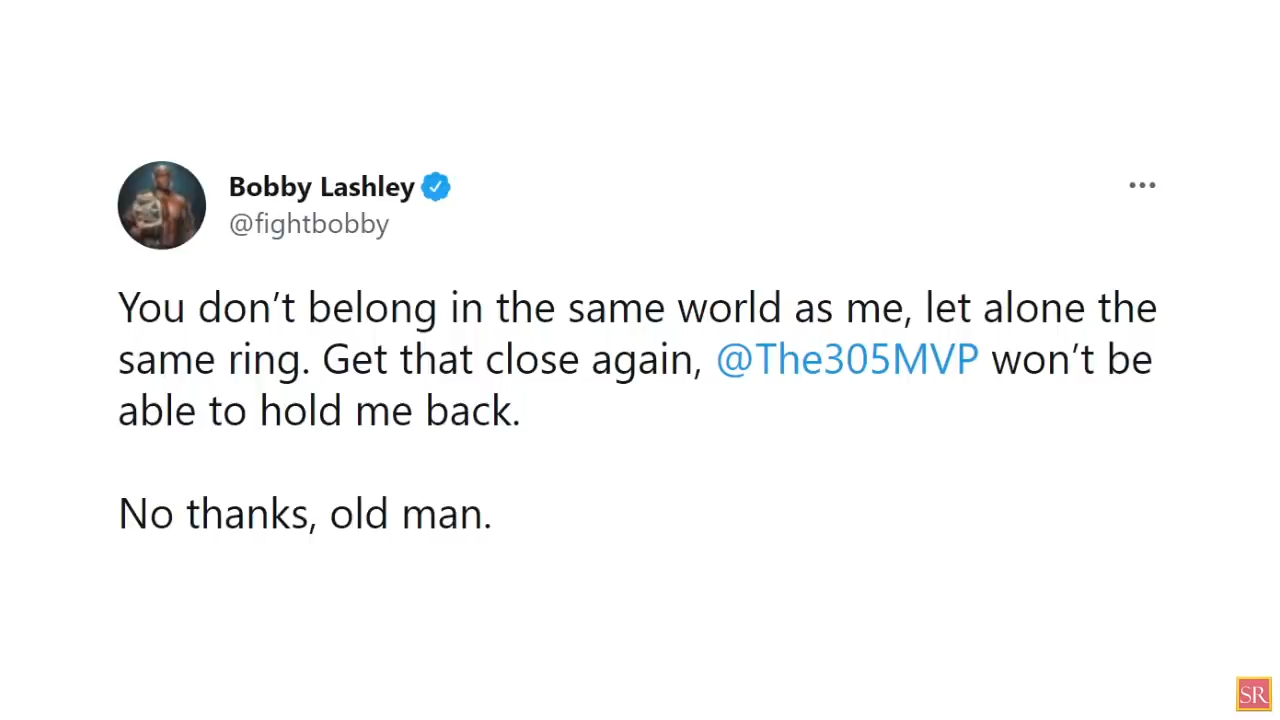 Bobby Lashley
@fightbobby
You don’t belong in the same world as me, let alone the
same ring. Get that close again, @The305MVP won’t be
able to hold me back.
No thanks, old man.
SR